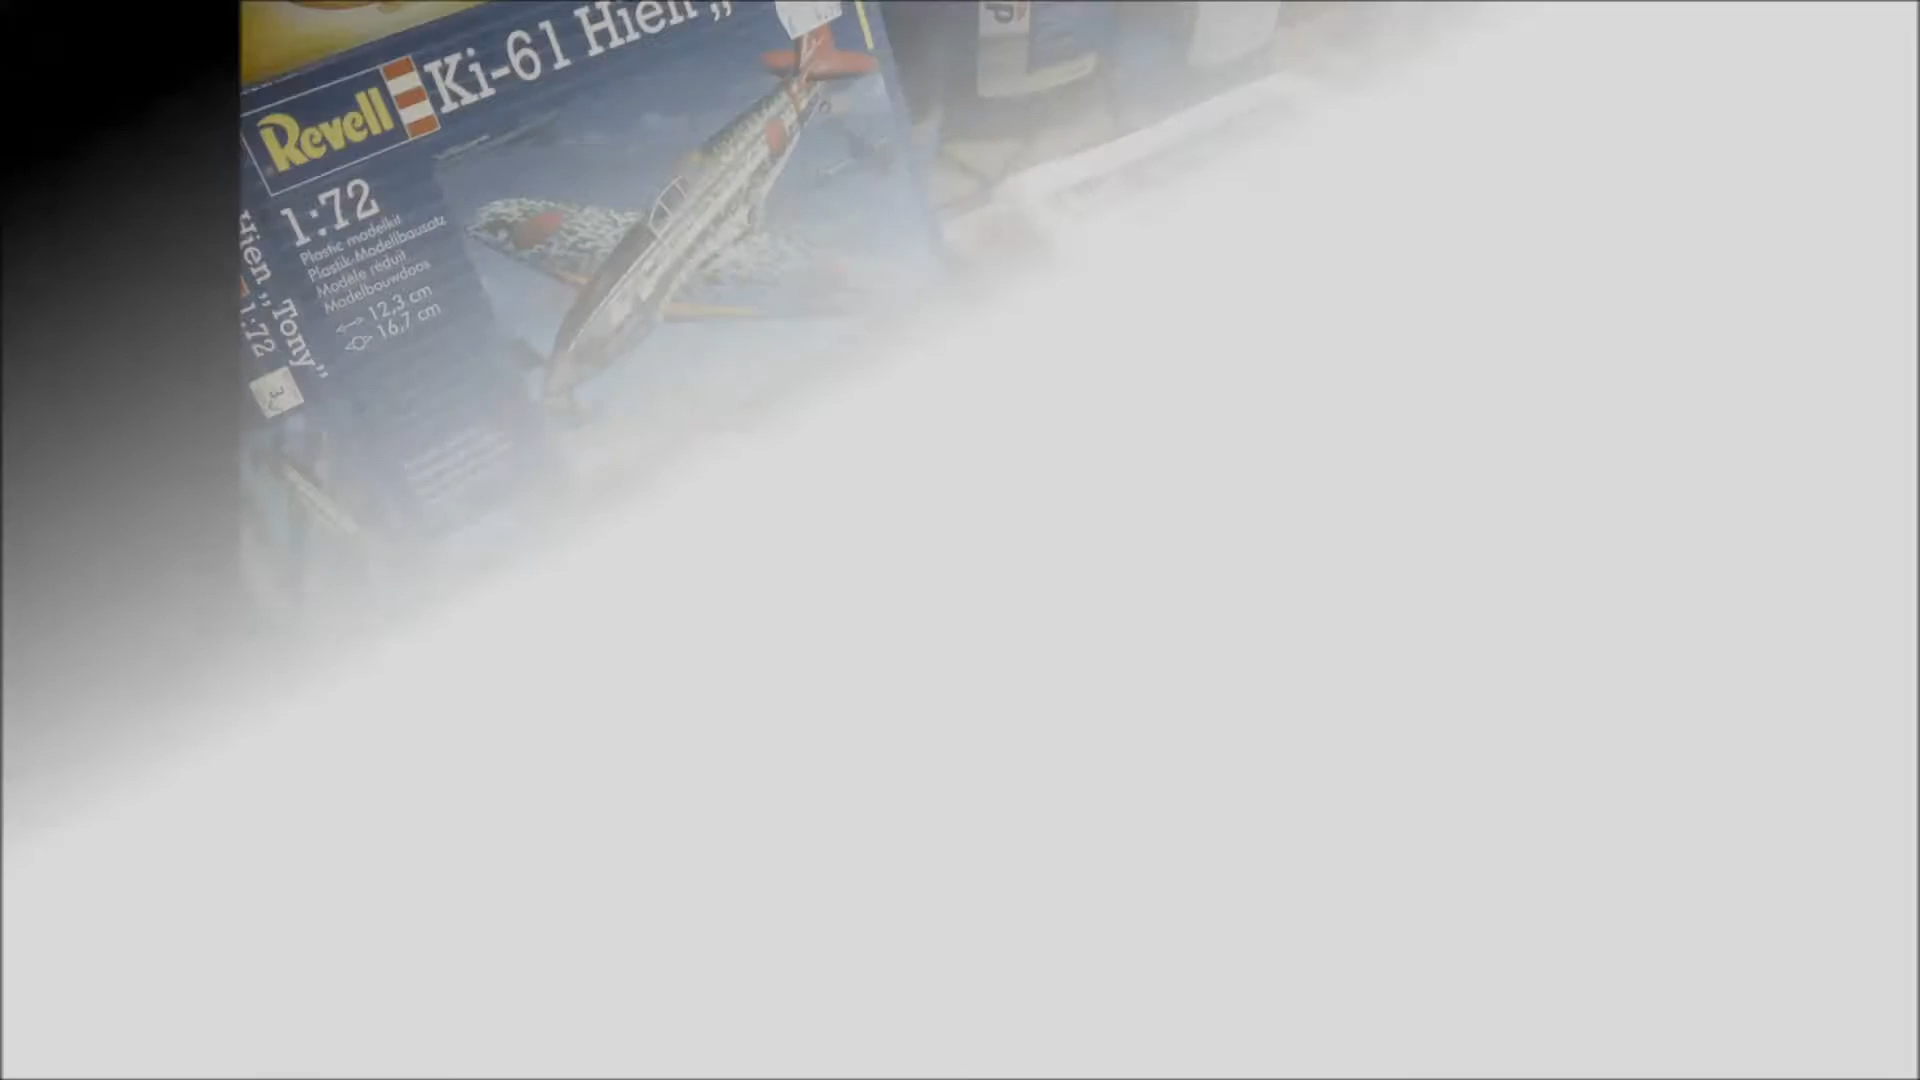 Revell Ki-61 Hien „
1:72
Plastic modelkit
Plastik-Modellbausatz
Modèle réduit
Modelbouwdoos
12,3 cm
16,7 cm
Hien „Tony”
1:72